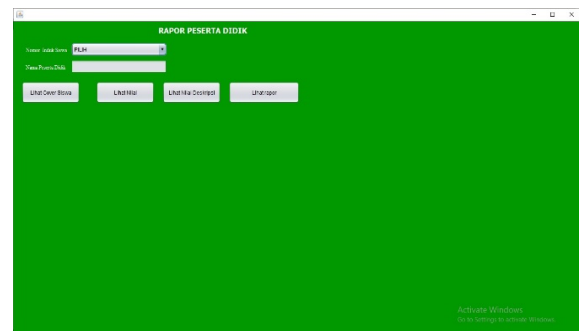 RAPOR PESERTA DIDIK
Nomor Induk Siswa PILIH
Nama Peserta Didik
Lihat Cover Siswa Lihat Nilai Lihat Nilai Deskripsi Lihat rapor
Activate Windows
Go to Settings to activate Windows.